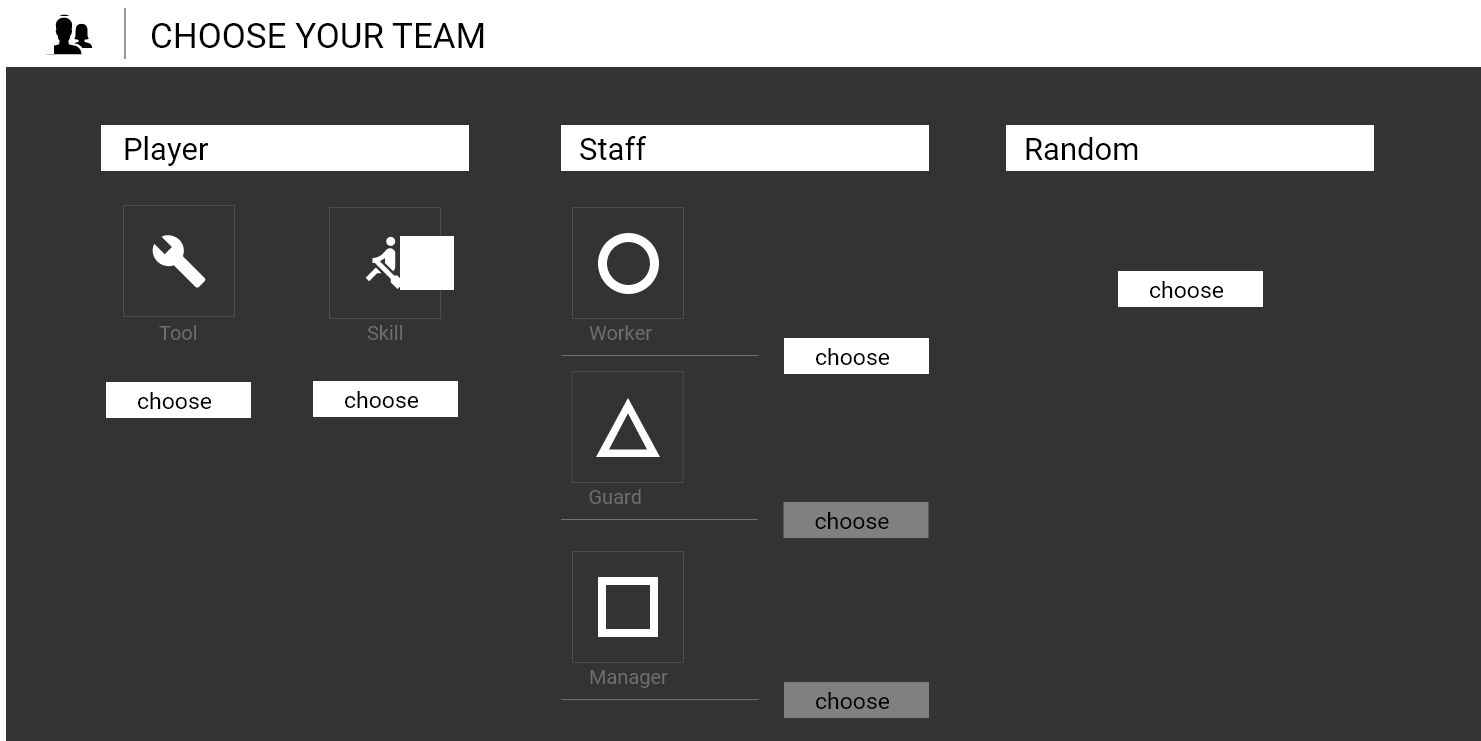 CHOOSE YOUR TEAM
Player
Tool
Skill
choose
choose
Staff
Worker
choose
Guard
choose
Manager
choose
Random
choose